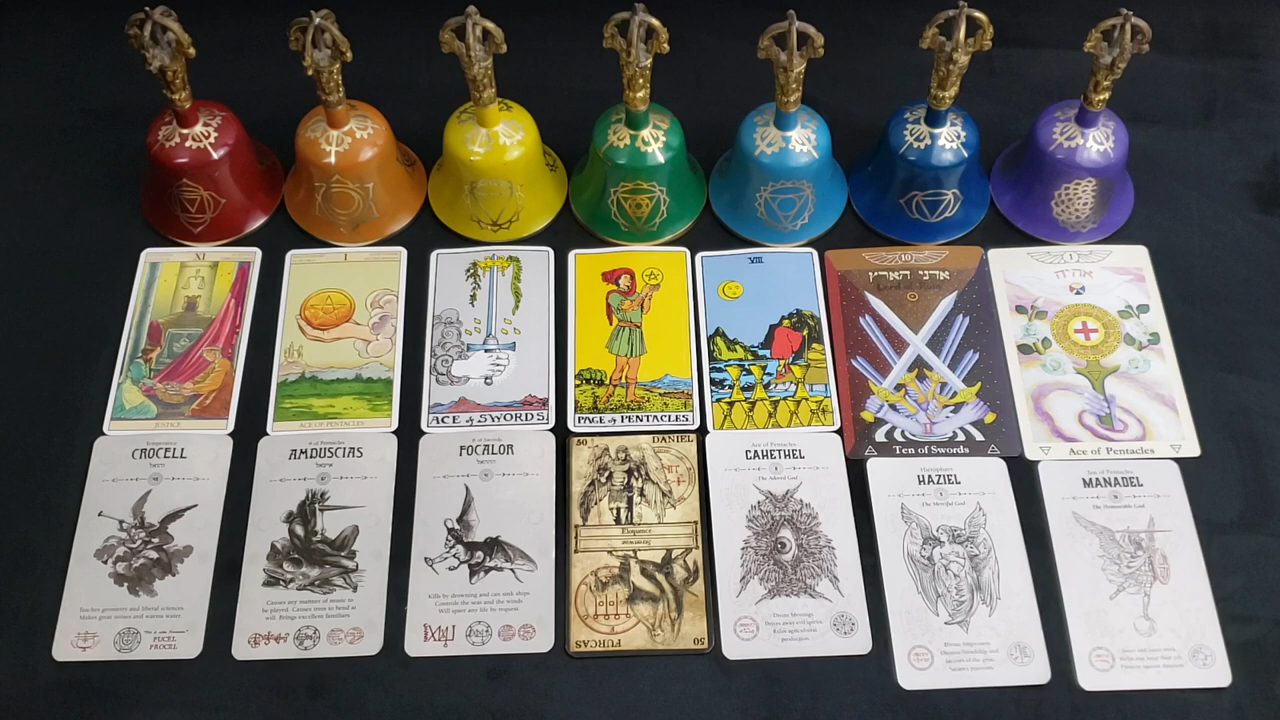 XI
JUSTICE
I
ACE OF PENTACLES
ACE of SWORDS.
PAGE of PENTACLES.
VIII
10
אדני הארץ
Lord of Ruin
Ten of Swords
1
אהיה
Ace of Pentacles
Temperance
CROCELL
Teaches geometry and liberal sciences
Makes great noises and warms water.
PUCEL
PROCEL
8 of Pentacles
AMDUSCIAS
Causes any manner of music to
be played. Causes trees to bend at
will. Brings excellent familiars
8 of Swords
FOCALOR
Kills by drowning and can sink ships.
Controls the seas and the winds
Will spare any life by request
50
DANIEL
Eloquence
FURCAS
50
Ace of Pentacles
CAHETHEL
The Adored God
Divine blessings
Drives away evil spirits.
Rules agricultural
production
Hierophant
HAZIEL
The Merciful God
MANADEL
The Honourable God